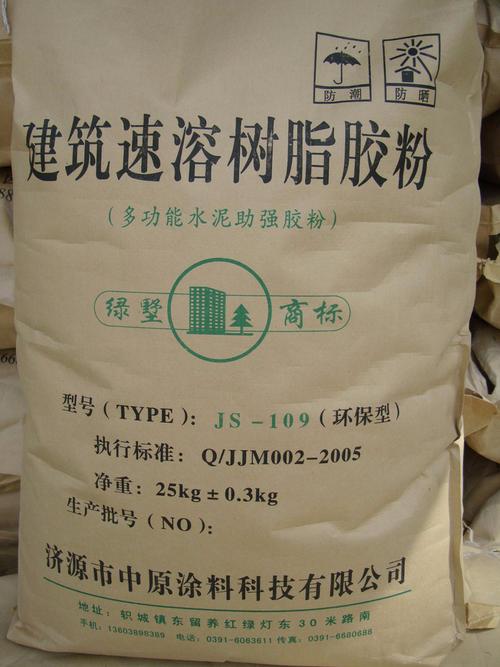 防潮 防晒
建筑速溶树脂胶粉
(多功能水泥助强胶粉)
绿墅 商标
型号(TYPE): JS-109(环保型)
执行标准: Q/JJM002-2005
净重: 25kg±0.3kg
生产批号(NO):
济源市中原涂料科技有限公司
地址: 轵城镇东留养红绿灯东30米路南
手机: 13603898389 电话: 0391-6063611 传真: 0391-6680686